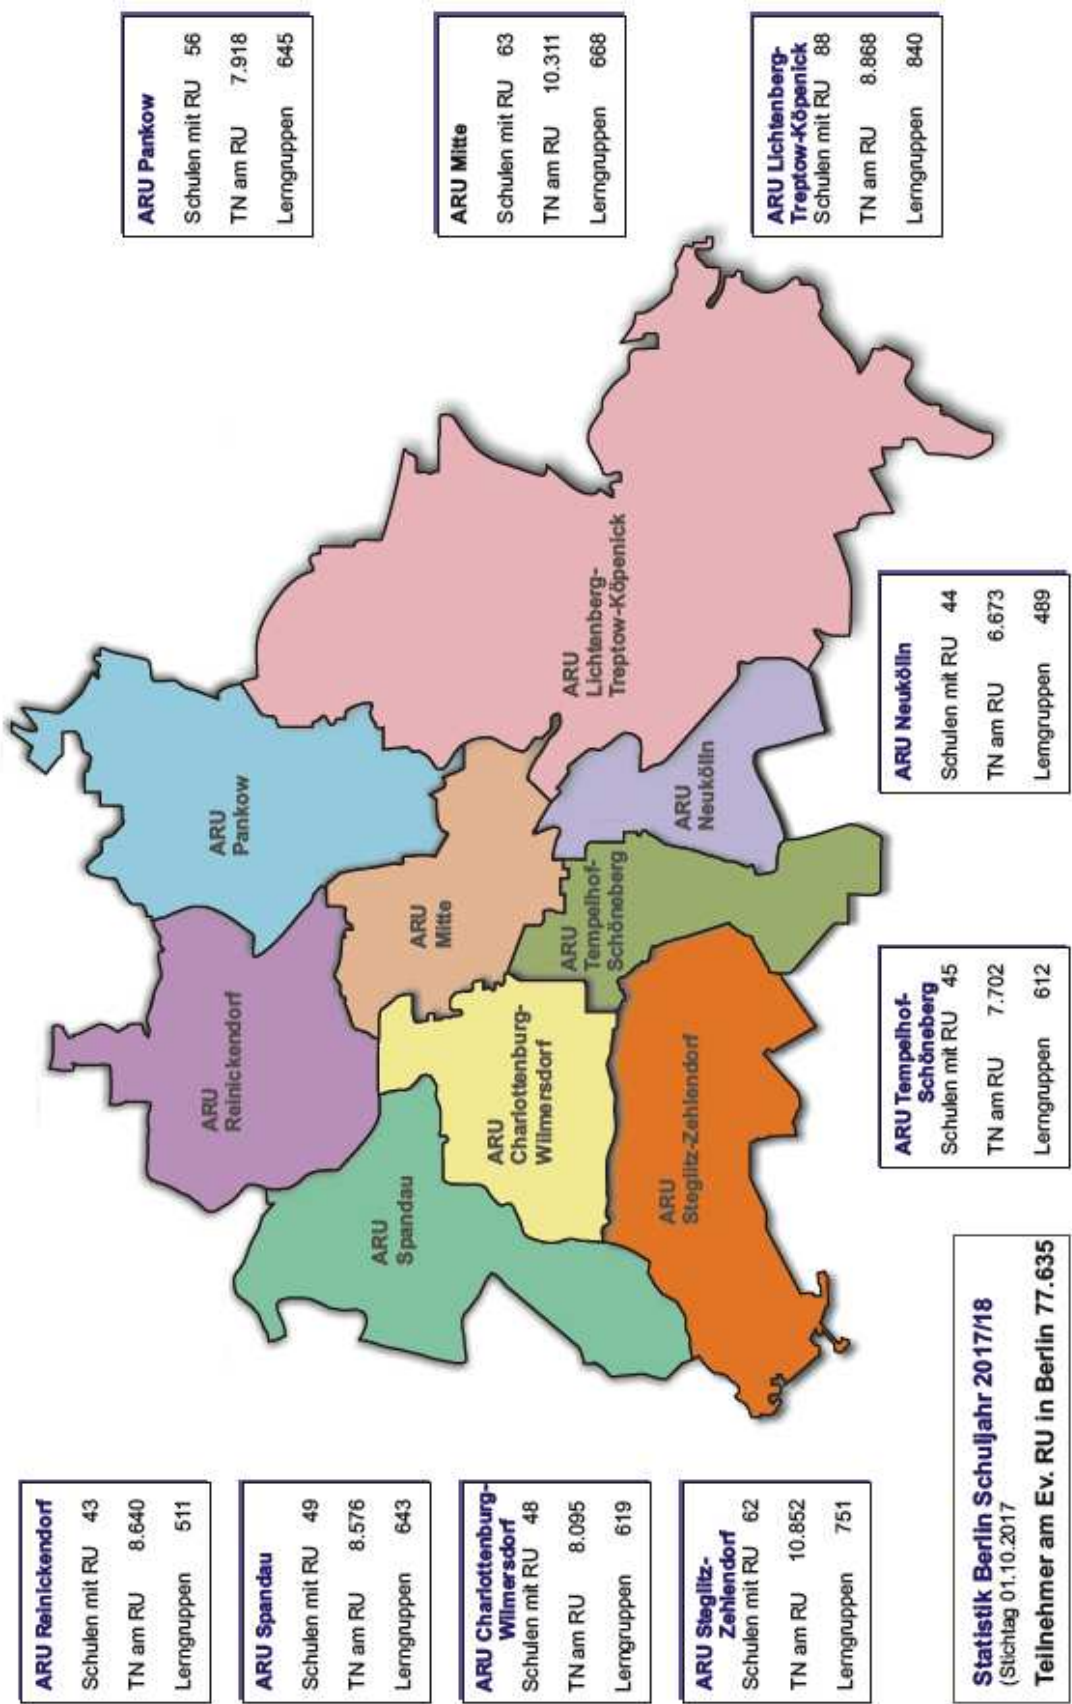 ARU Reinickendorf
Schulen mit RU 43
TN am RU 8.640
Lerngruppen 511
ARU Spandau
Schulen mit RU 49
TN am RU 8.576
Lerngruppen 643
ARU Charlottenburg-
Wilmersdorf
Schulen mit RU 48
TN am RU 8.095
Lerngruppen 619
ARU Steglitz-
Zehlendorf
Schulen mit RU 62
TN am RU 10.852
Lerngruppen 751
Statistik Berlin Schuljahr 2017/18
(Stichtag 01.10.2017
Teilnehmer am Ev. RU in Berlin 77.635
ARU
Reinickendorf
ARU
Spandau
ARU
Charlottenburg-
Wilmersdorf
ARU
Steglitz-Zehlendorf
ARU
Pankow
ARU
Mitte
ARU
Tempelhof-
Schöneberg
ARU
Neukölln
ARU
Lichtenberg-
Treptow-Köpenick
ARU Tempelhof-
Schöneberg
Schulen mit RU 45
TN am RU 7.702
Lerngruppen 612
ARU Neukölln
Schulen mit RU 44
TN am RU 6.673
Lerngruppen 489
ARU Pankow
Schulen mit RU 56
TN am RU 7.918
Lerngruppen 645
ARU Mitte
Schulen mit RU 63
TN am RU 10.311
Lerngruppen 668
ARU Lichtenberg-
Treptow-Köpenick
Schulen mit RU 88
TN am RU 8.868
Lerngruppen 840